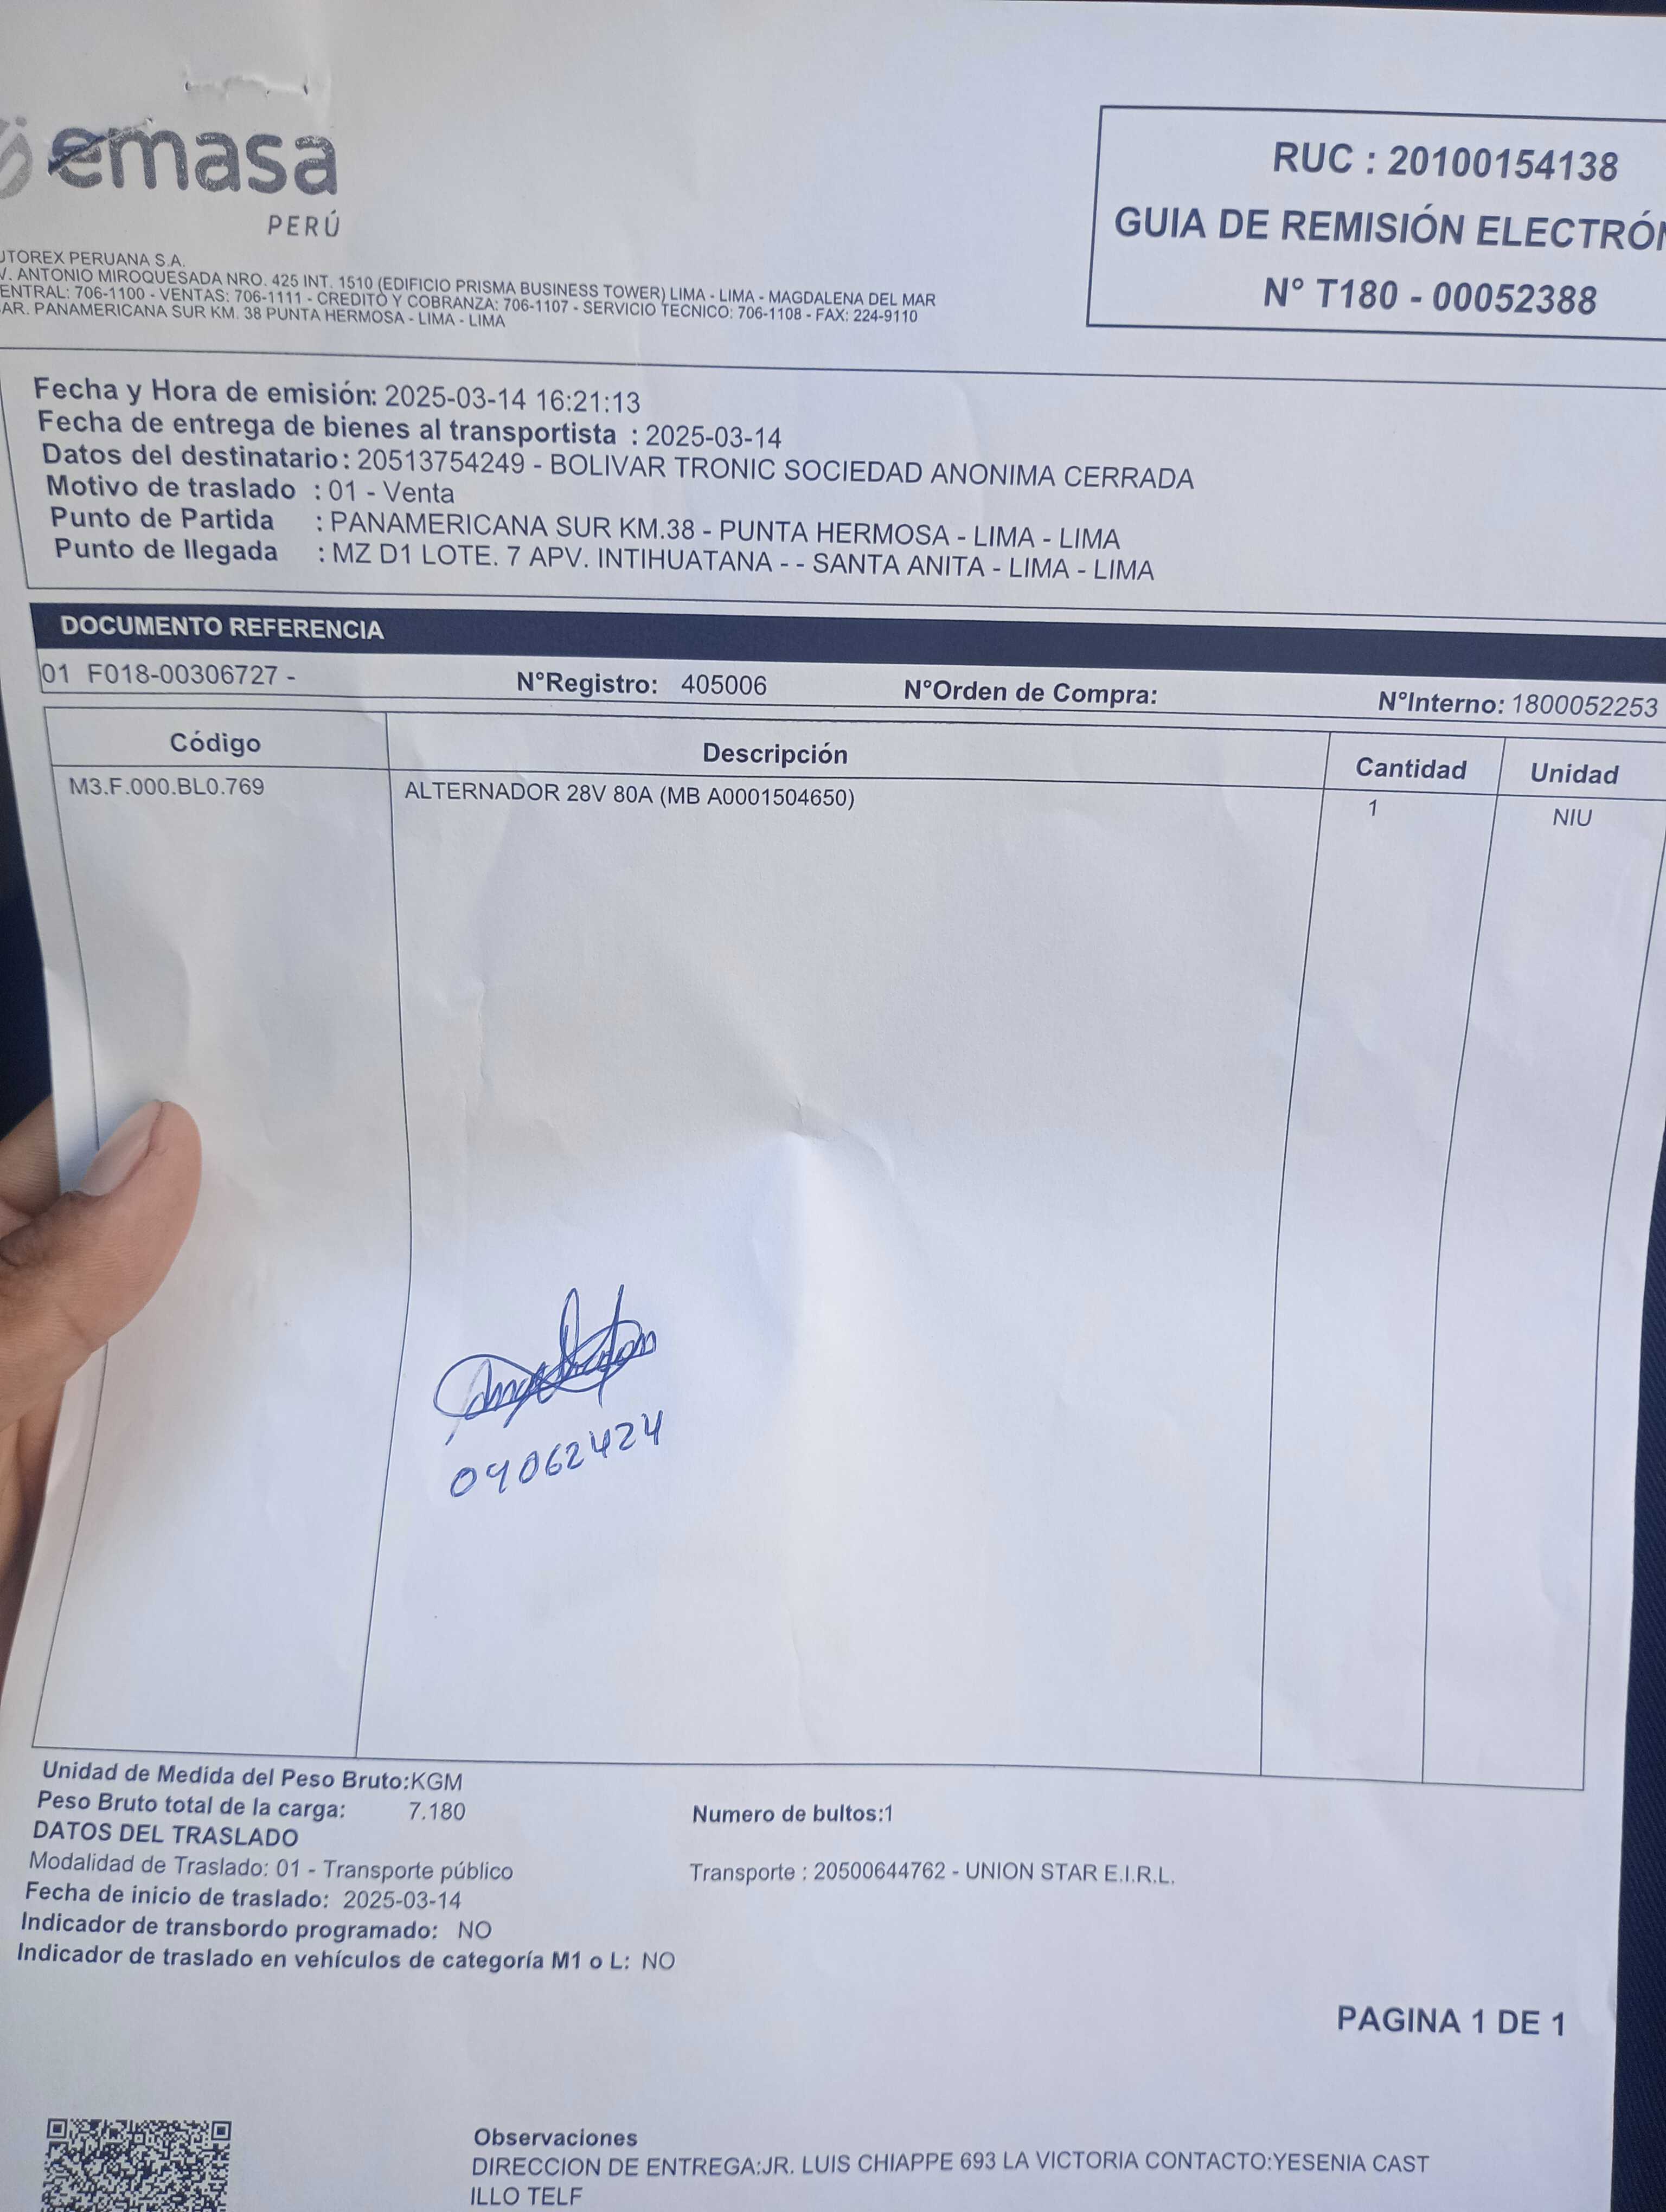 emasa
PERÚ
RUC : 20100154138
GUIA DE REMISIÓN ELECTRÓN
N° T180 - 00052388
UTOREX PERUANA S.A.
V. ANTONIO MIROQUESADA NRO. 425 INT. 1510 (EDIFICIO PRISMA BUSINESS TOWER) LIMA - LIMA - MAGDALENA DEL MAR
ENTRAL: 706-1100 - VENTAS: 706-1111 - CREDITO Y COBRANZA: 706-1107 - SERVICIO TECNICO: 706-1108 - FAX: 224-9110
AR. PANAMERICANA SUR KM. 38 PUNTA HERMOSA - LIMA - LIMA
Fecha y Hora de emisión: 2025-03-14 16:21:13
Fecha de entrega de bienes al transportista : 2025-03-14
Datos del destinatario: 20513754249 - BOLIVAR TRONIC SOCIEDAD ANONIMA CERRADA
Motivo de traslado : 01 - Venta
Punto de Partida : PANAMERICANA SUR KM.38 - PUNTA HERMOSA - LIMA - LIMA
Punto de llegada : MZ D1 LOTE. 7 APV. INTIHUATANA - - SANTA ANITA - LIMA - LIMA
DOCUMENTO REFERENCIA
01 F018-00306727 - N°Registro: 405006 N°Orden de Compra: N°Interno: 1800052253
Código Descripción Cantidad Unidad
M3.F.000.BL0.769 ALTERNADOR 28V 80A (MB A0001504650) 1 NIU
09062424
Unidad de Medida del Peso Bruto:KGM
Peso Bruto total de la carga: 7.180 Numero de bultos:1
DATOS DEL TRASLADO
Modalidad de Traslado: 01 - Transporte público Transporte : 20500644762 - UNION STAR E.I.R.L.
Fecha de inicio de traslado: 2025-03-14
Indicador de transbordo programado: NO
Indicador de traslado en vehículos de categoría M1 o L: NO
PAGINA 1 DE 1
Observaciones
DIRECCION DE ENTREGA:JR. LUIS CHIAPPE 693 LA VICTORIA CONTACTO:YESENIA CAST
ILLO TELF